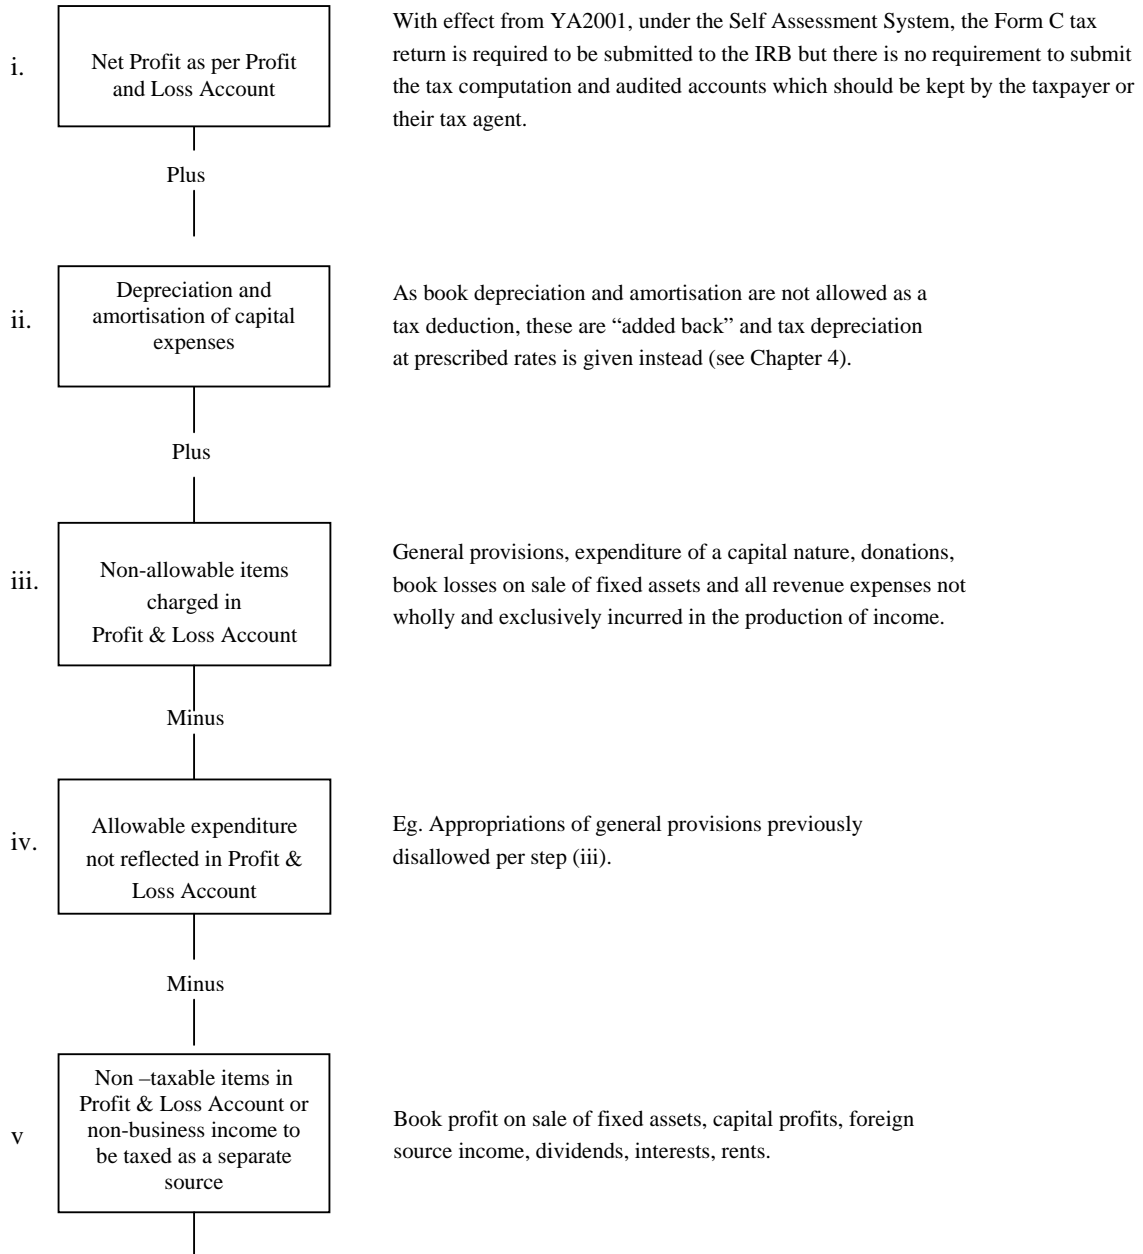 i.
Net Profit as per Profit
and Loss Account
With effect from YA2001, under the Self Assessment System, the Form C tax
return is required to be submitted to the IRB but there is no requirement to submit
the tax computation and audited accounts which should be kept by the taxpayer or
their tax agent.
Plus
ii.
Depreciation and
amortisation of capital
expenses
As book depreciation and amortisation are not allowed as a
tax deduction, these are “added back” and tax depreciation
at prescribed rates is given instead (see Chapter 4).
Plus
iii.
Non-allowable items
charged in
Profit & Loss Account
General provisions, expenditure of a capital nature, donations,
book losses on sale of fixed assets and all revenue expenses not
wholly and exclusively incurred in the production of income.
Minus
iv.
Allowable expenditure
not reflected in Profit &
Loss Account
Eg. Appropriations of general provisions previously
disallowed per step (iii).
Minus
v
Non –taxable items in
Profit & Loss Account or
non-business income to
be taxed as a separate
source
Book profit on sale of fixed assets, capital profits, foreign
source income, dividends, interests, rents.